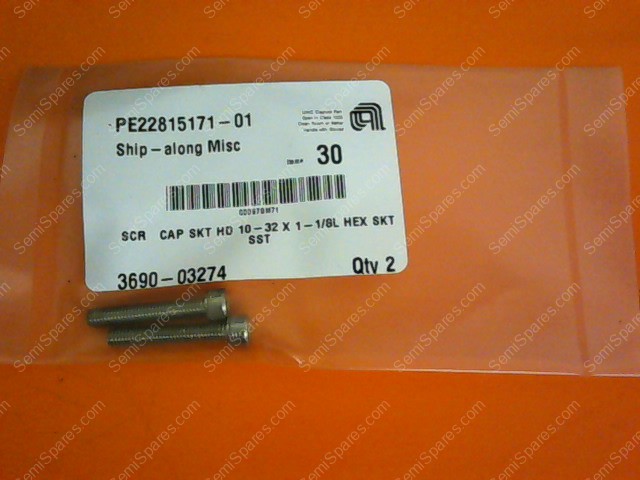 PE22815171-01
Ship-along Misc
30
SCR CAP SKT HD 10-32 X 1-1/8L HEX SKT
SST
3690-03274
Qty 2
SemiSpares.com